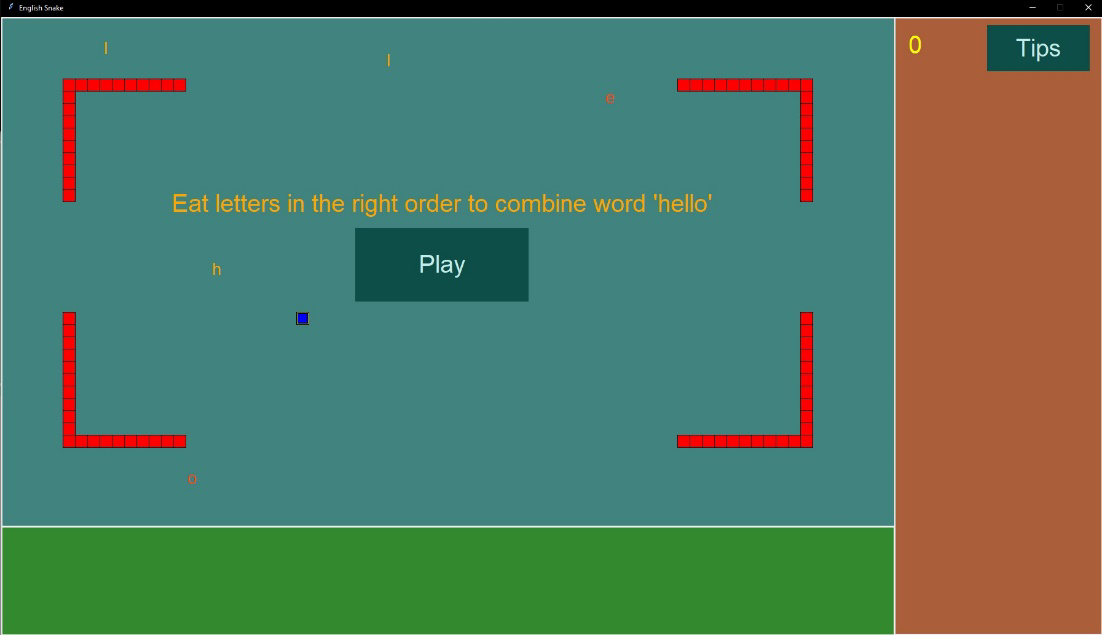 English Snake
0 Tips
l
l
e
Eat letters in the right order to combine word 'hello'
Play
h
o